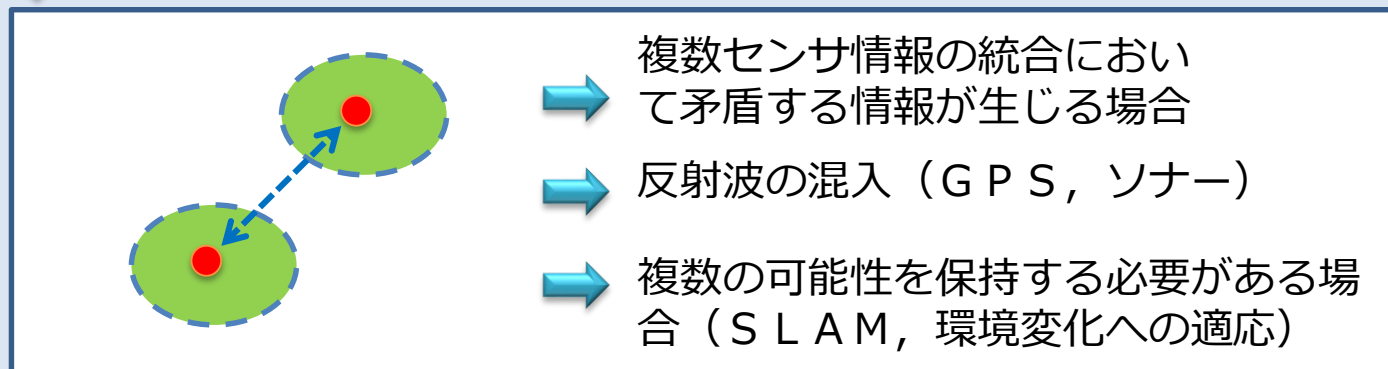 複数センサ情報の統合におい
て矛盾する情報が生じる場合
反射波の混入（ＧＰＳ，ソナー）
複数の可能性を保持する必要がある場
合（ＳＬＡＭ，環境変化への適応）